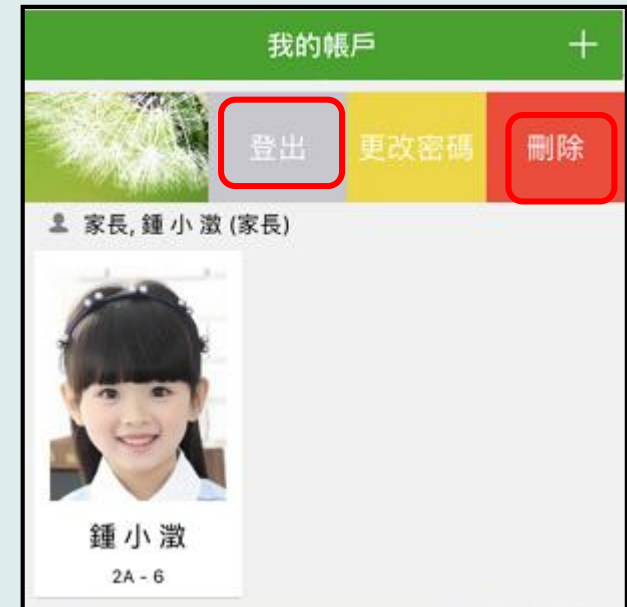 我的帳戶 +
登出 更改密碼 刪除
家長, 鍾 小 澂 (家長)
鍾 小 澂
2A - 6